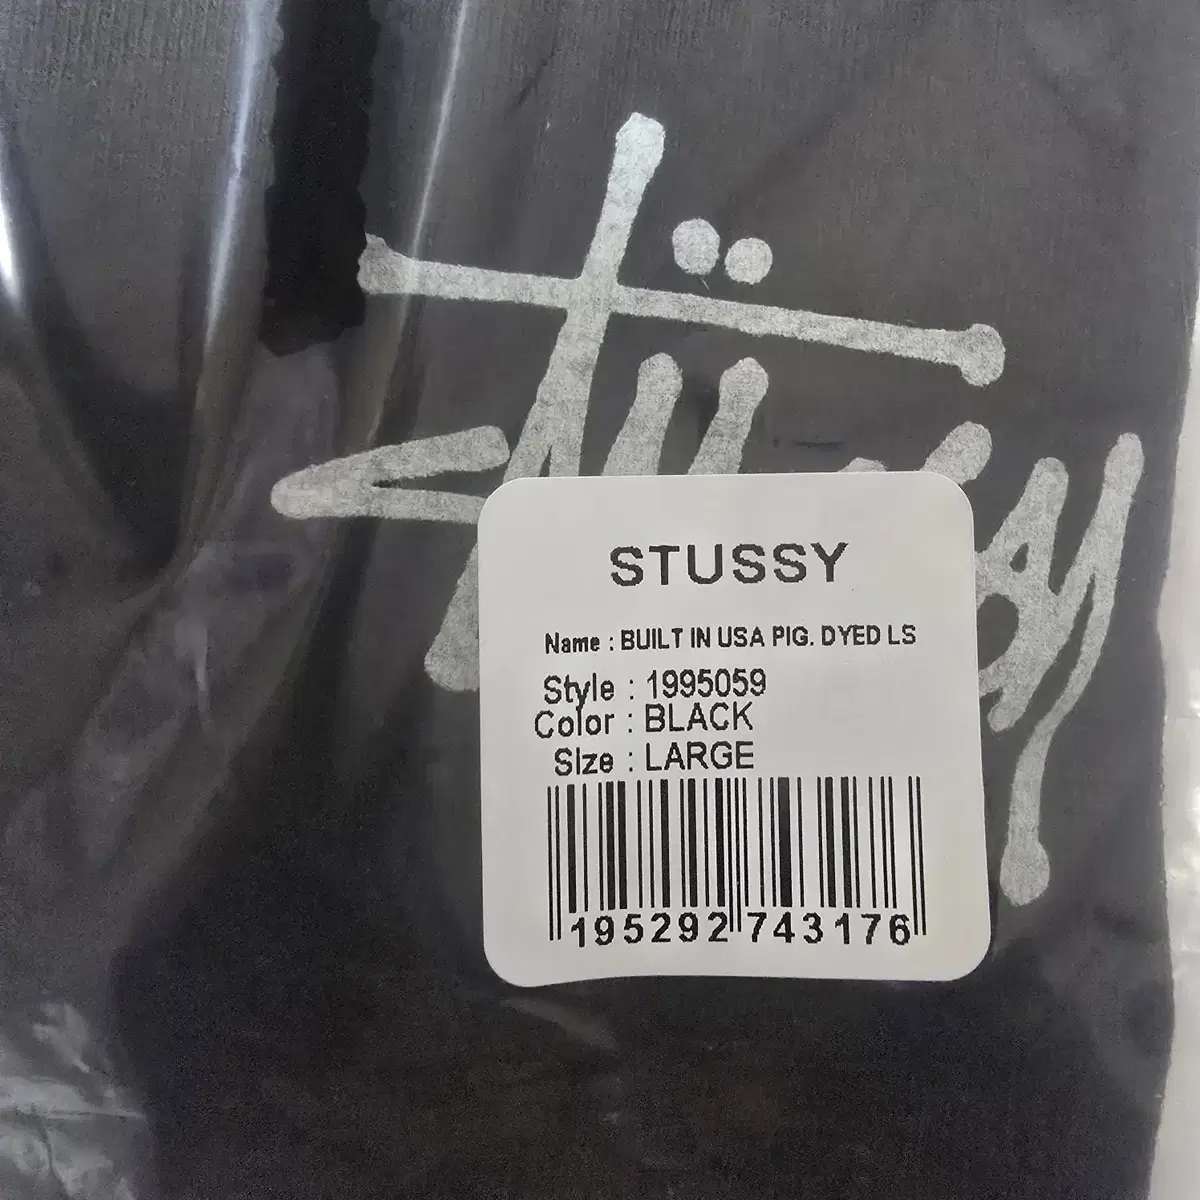 Stüssy
STUSSY
Name : BUILT IN USA PIG. DYED LS
Style : 1995059
Color : BLACK
Size : LARGE
195292 743176